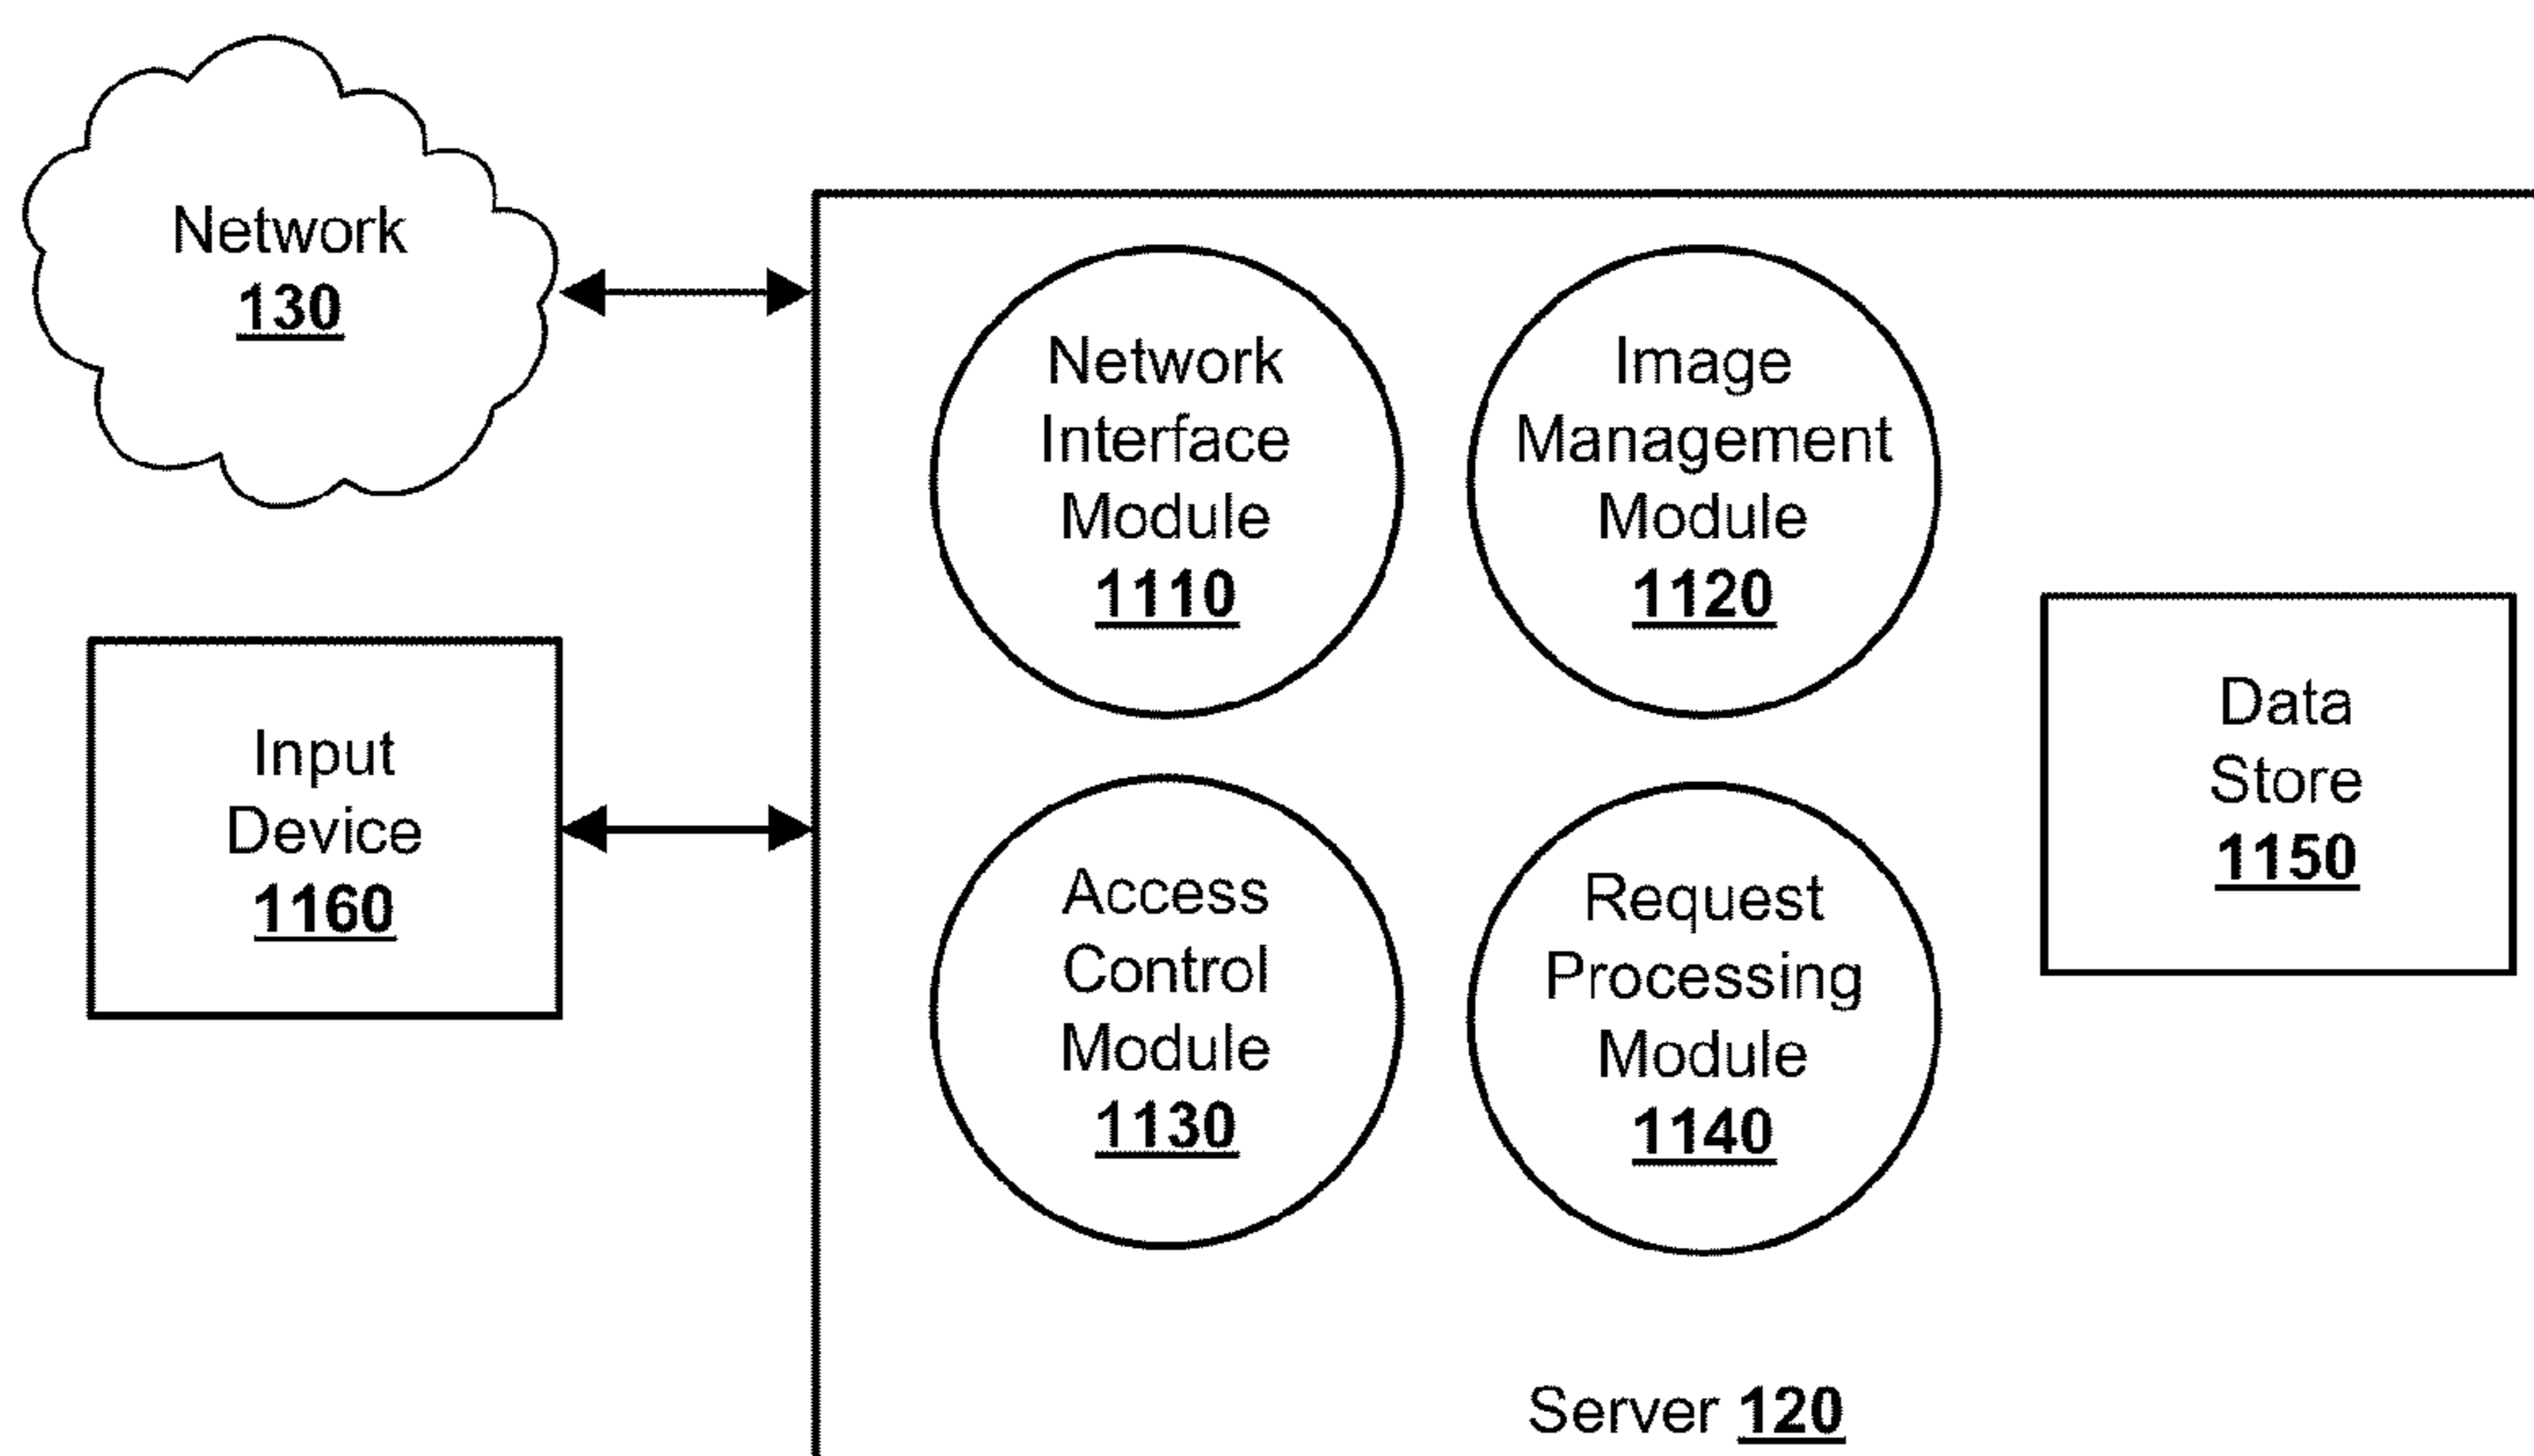 Network
130
Network
Interface
Module
1110
Image
Management
Module
1120
Input
Device
1160
Data
Store
1150
Access
Control
Module
1130
Request
Processing
Module
1140
Server 120